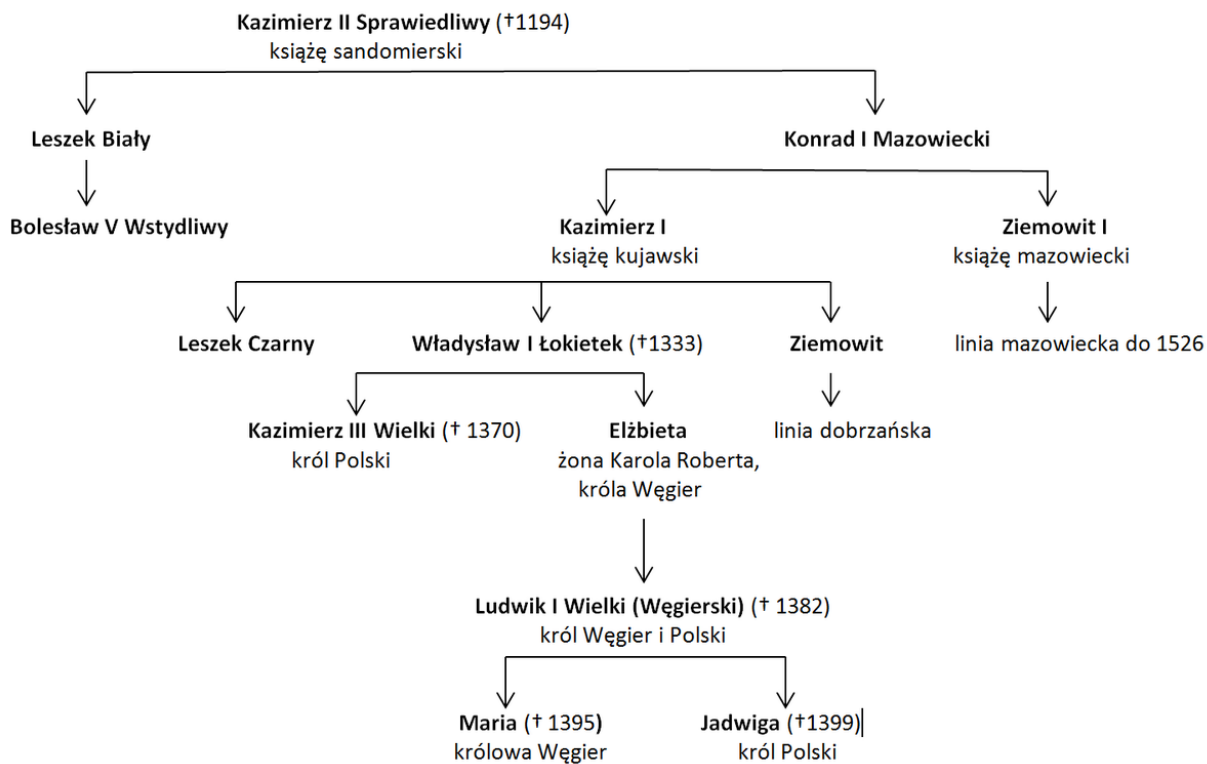 Kazimierz II Sprawiedliwy (†1194)
książę sandomierski
Leszek Biały
Konrad I Mazowiecki
Bolesław V Wstydliwy
Kazimierz I
książę kujawski
Ziemowit I
książę mazowiecki
Leszek Czarny
Władysław I Łokietek (†1333)
Ziemowit
linia mazowiecka do 1526
Kazimierz III Wielki († 1370)
król Polski
Elżbieta
żona Karola Roberta,
króla Węgier
linia dobrzańska
Ludwik I Wielki (Węgierski) († 1382)
król Węgier i Polski
Maria († 1395)
królowa Węgier
Jadwiga (†1399)
król Polski